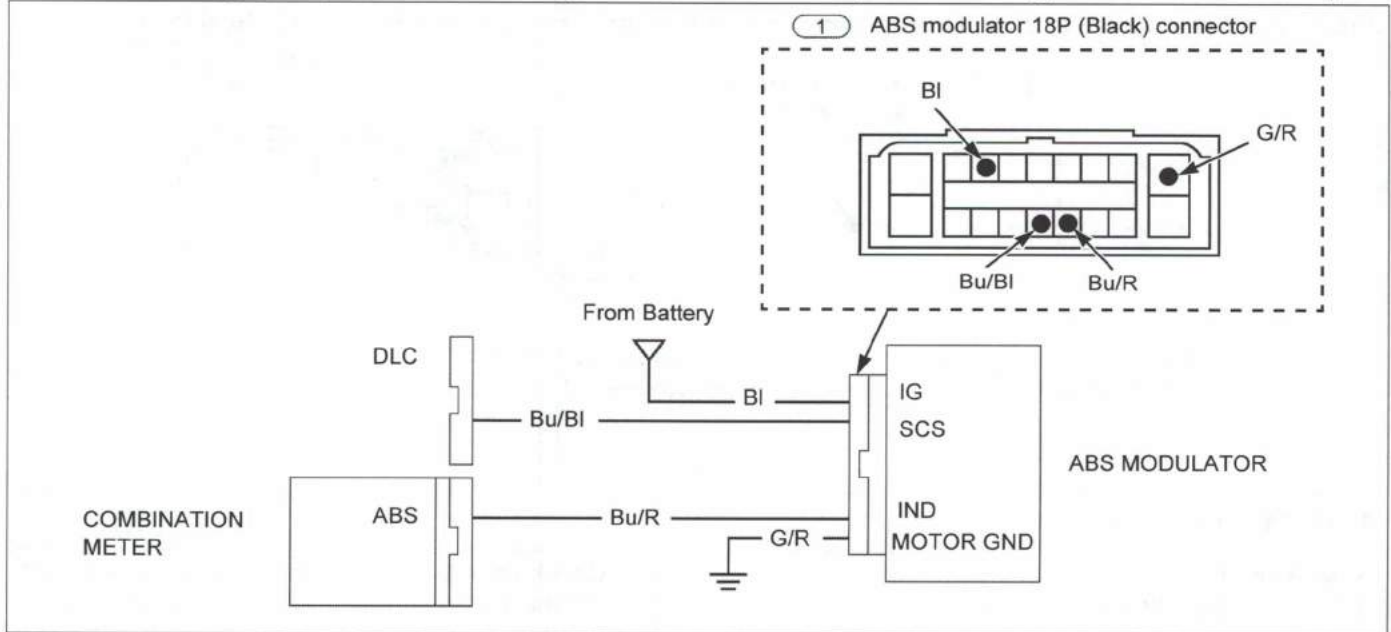 1 ABS modulator 18P (Black) connector
Bl
G/R
Bu/Bl
Bu/R
From Battery
DLC
Bl
IG
Bu/Bl
SCS
ABS MODULATOR
COMBINATION
METER
ABS
Bu/R
IND
G/R
MOTOR GND